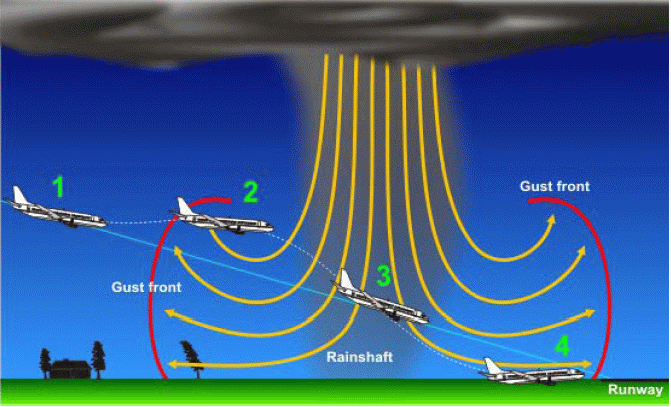 1
2
Gust front
3
Gust front
4
Rainshaft
Runway